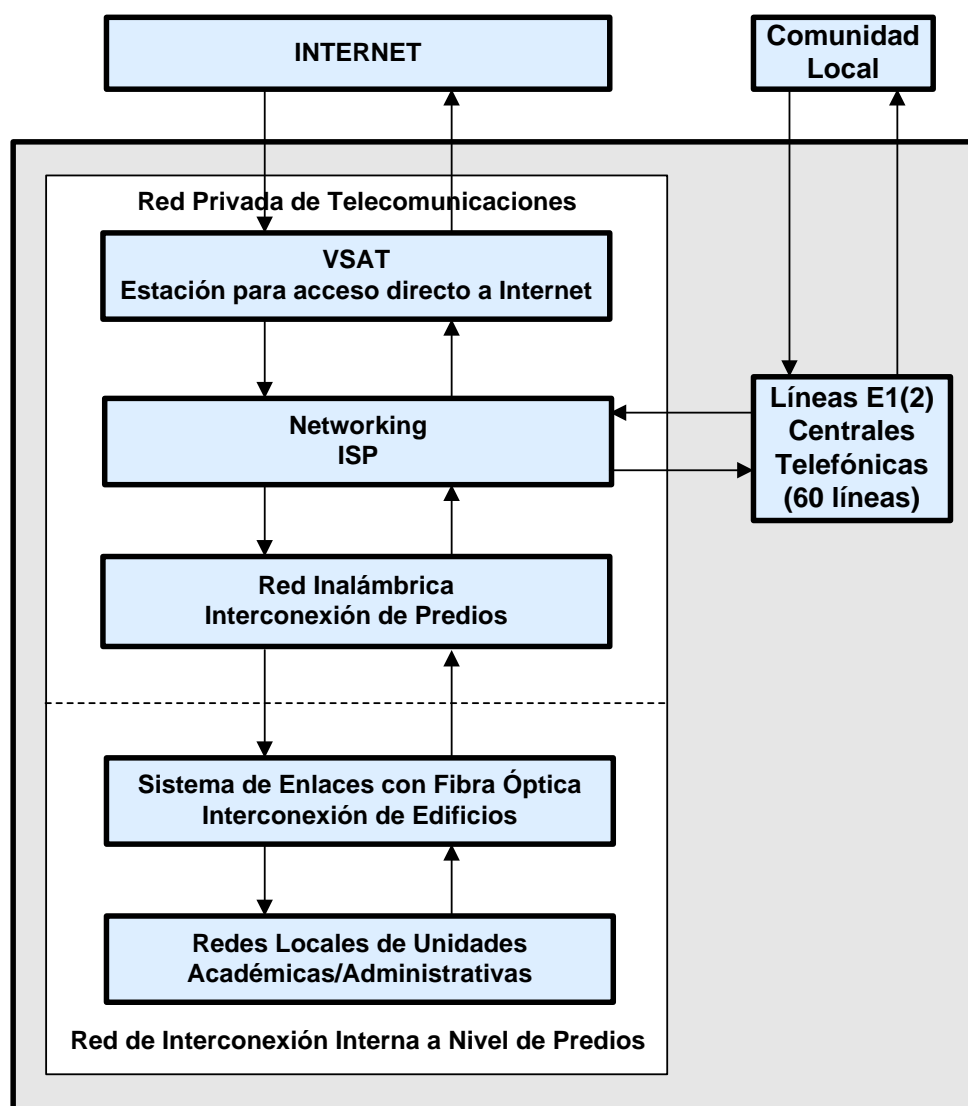 INTERNET
Comunidad
Local
Red Privada de Telecomunicaciones
VSAT
Estación para acceso directo a Internet
Networking
ISP
Líneas E1(2)
Centrales
Telefónicas
(60 líneas)
Red Inalámbrica
Interconexión de Predios
Sistema de Enlaces con Fibra Óptica
Interconexión de Edificios
Redes Locales de Unidades
Académicas/Administrativas
Red de Interconexión Interna a Nivel de Predios